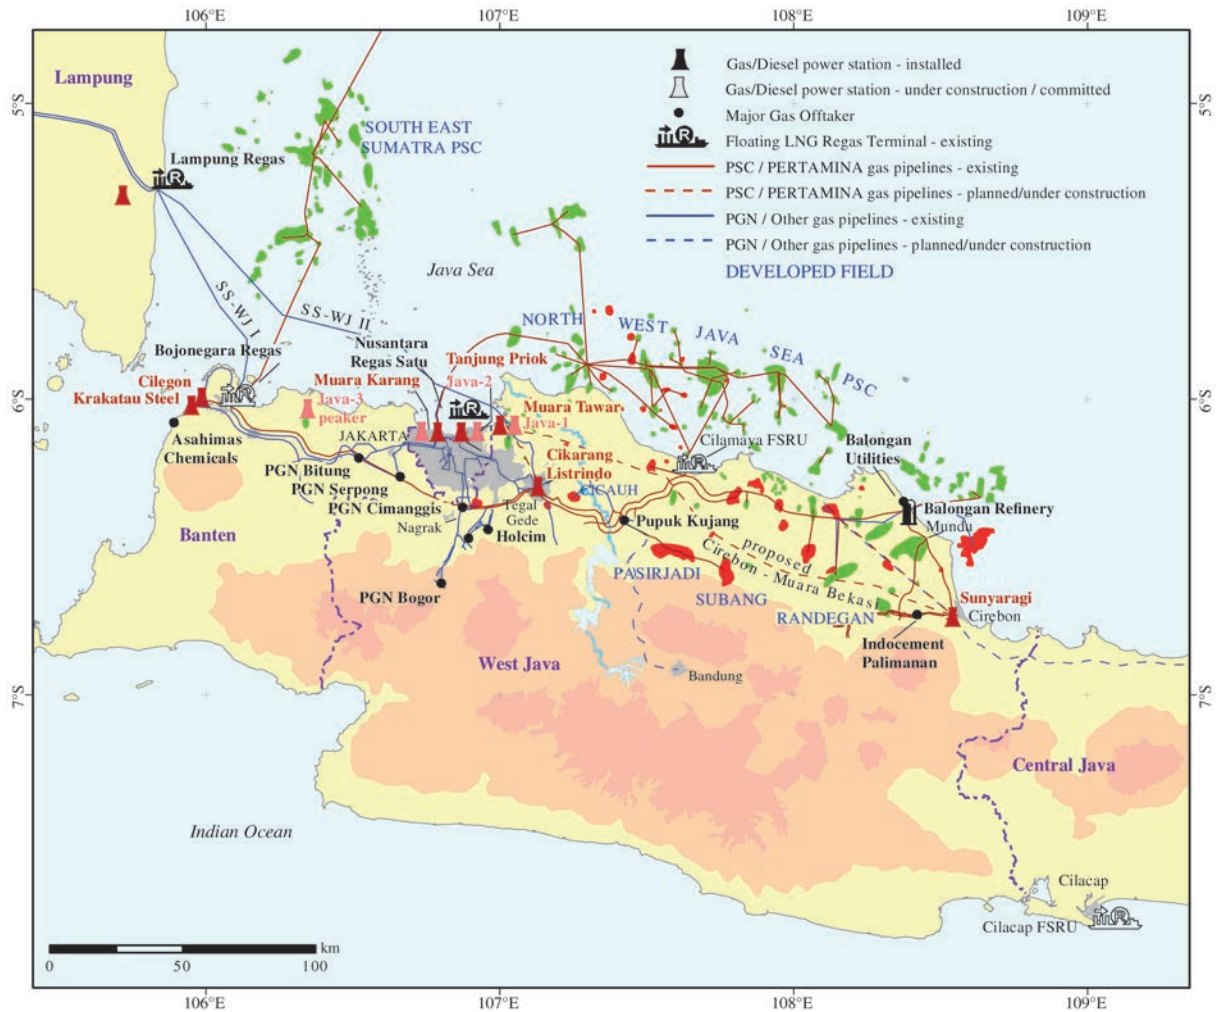 106°E
107°E
108°E
109°E
5°S
6°S
7°S
5°S
6°S
7°S
Gas/Diesel power station - installed
Gas/Diesel power station - under construction / committed
Major Gas Offtaker
R
Floating LNG Regas Terminal - existing
PSC / PERTAMINA gas pipelines - existing
PSC / PERTAMINA gas pipelines - planned/under construction
PGN / Other gas pipelines - existing
PGN / Other gas pipelines - planned/under construction
DEVELOPED FIELD
Lampung
SOUTH EAST
SUMATRA PSC
Lampung Regas
R
Java Sea
SS-WJ I
SS-WJ II
NORTH WEST JAVA SEA PSC
Nusantara
Regas Satu
Bojonegara Regas
R
Tanjung Priok
Java-2
Muara Karang
Java-3
peaker
Cilegon
Krakatau Steel
R
Muara Tawar
Java-1
JAKARTA
Asahimas
Chemicals
PGN Bitung
PGN Serpong
PGN Cimanggis
Nagrak
Tegal
Gede
Holcim
Cikarang
Listrindo
CICAUH
Cilamaya FSRU
R
Balongan
Utilities
Balongan Refinery
Mundu
Pupuk Kujang
Banten
PGN Bogor
PASIRJADI
SUBANG
proposed
Cirebon - Muara Bekasi
RANDEGAN
Sunyaragi
Cirebon
Indocement
Palimanan
West Java
Bandung
Central Java
Indian Ocean
Cilacap
Cilacap FSRU
R
km
0
50
100
106°E
107°E
108°E
109°E